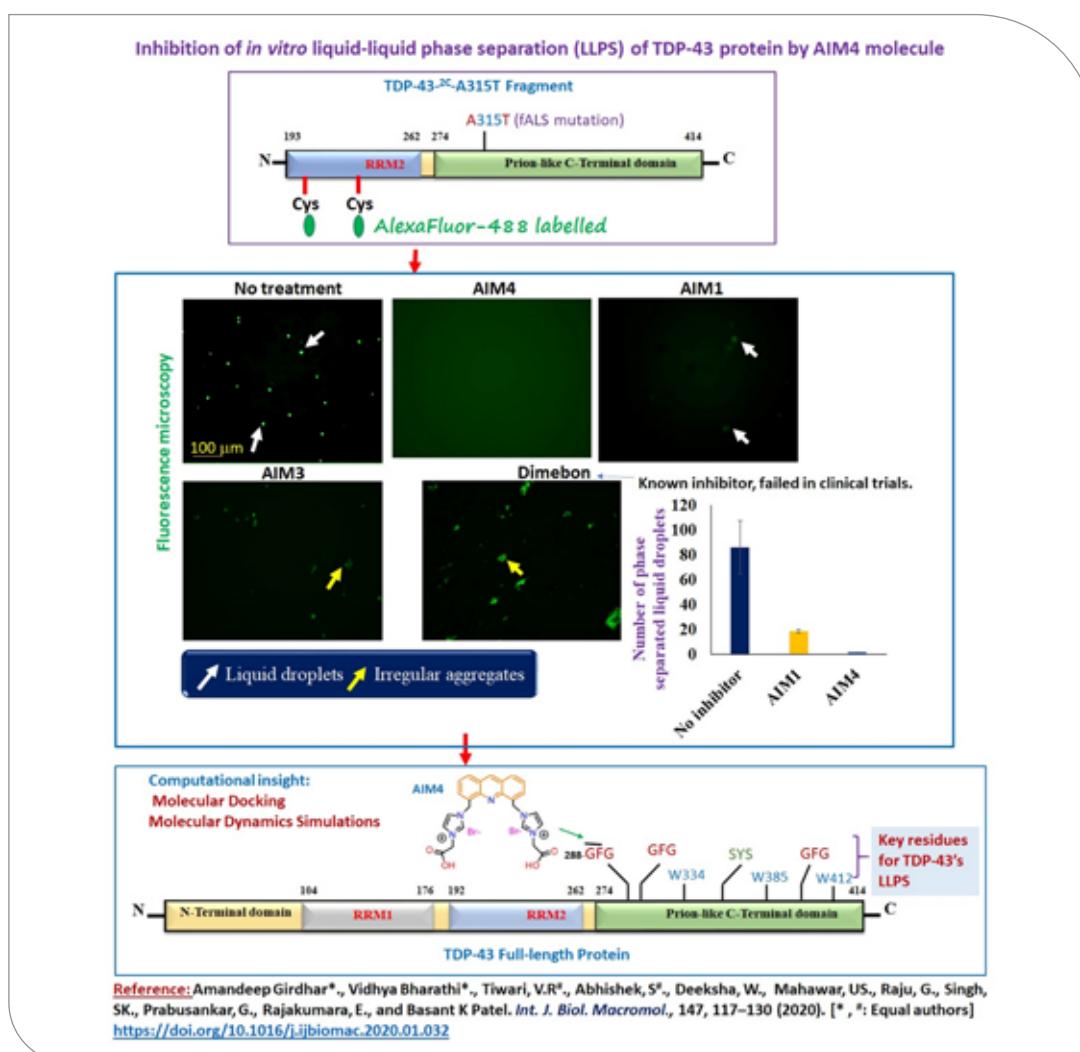 Inhibition of in vitro liquid-liquid phase separation (LLPS) of TDP-43 protein by AIM4 molecule
TDP-43-2C-A315T Fragment
A315T (fALS mutation)
193 262 274 414
N RRM2 Prion-like C-Terminal domain C
Cys Cys
AlexaFluor-488 labelled
No treatment AIM4 AIM1
Fluorescence microscopy
100 µm
AIM3 Dimebon Known inhibitor, failed in clinical trials.
Number of phase
separated liquid droplets
120
100
80
60
40
20
0
No inhibitor
AIM1
AIM4
Liquid droplets Irregular aggregates
Computational insight:
Molecular Docking
Molecular Dynamics Simulations
AIM4
N N N N N
Br- Br-
O OH O OH
288-GFG GFG SYS GFG
W334 W385 W412
Key residues
for TDP-43's
LLPS
104 176 192 262 274 414
N N-Terminal domain RRM1 RRM2 Prion-like C-Terminal domain C
TDP-43 Full-length Protein
Reference: Amandeep Girdhar*., Vidhya Bharathi*., Tiwari, V.R#., Abhishek, S#., Deeksha, W., Mahawar, US., Raju, G., Singh,
SK., Prabusankar, G., Rajakumara, E., and Basant K Patel. Int. J. Biol. Macromol., 147, 117–130 (2020). [* , #: Equal authors]
https://doi.org/10.1016/j.ijbiomac.2020.01.032